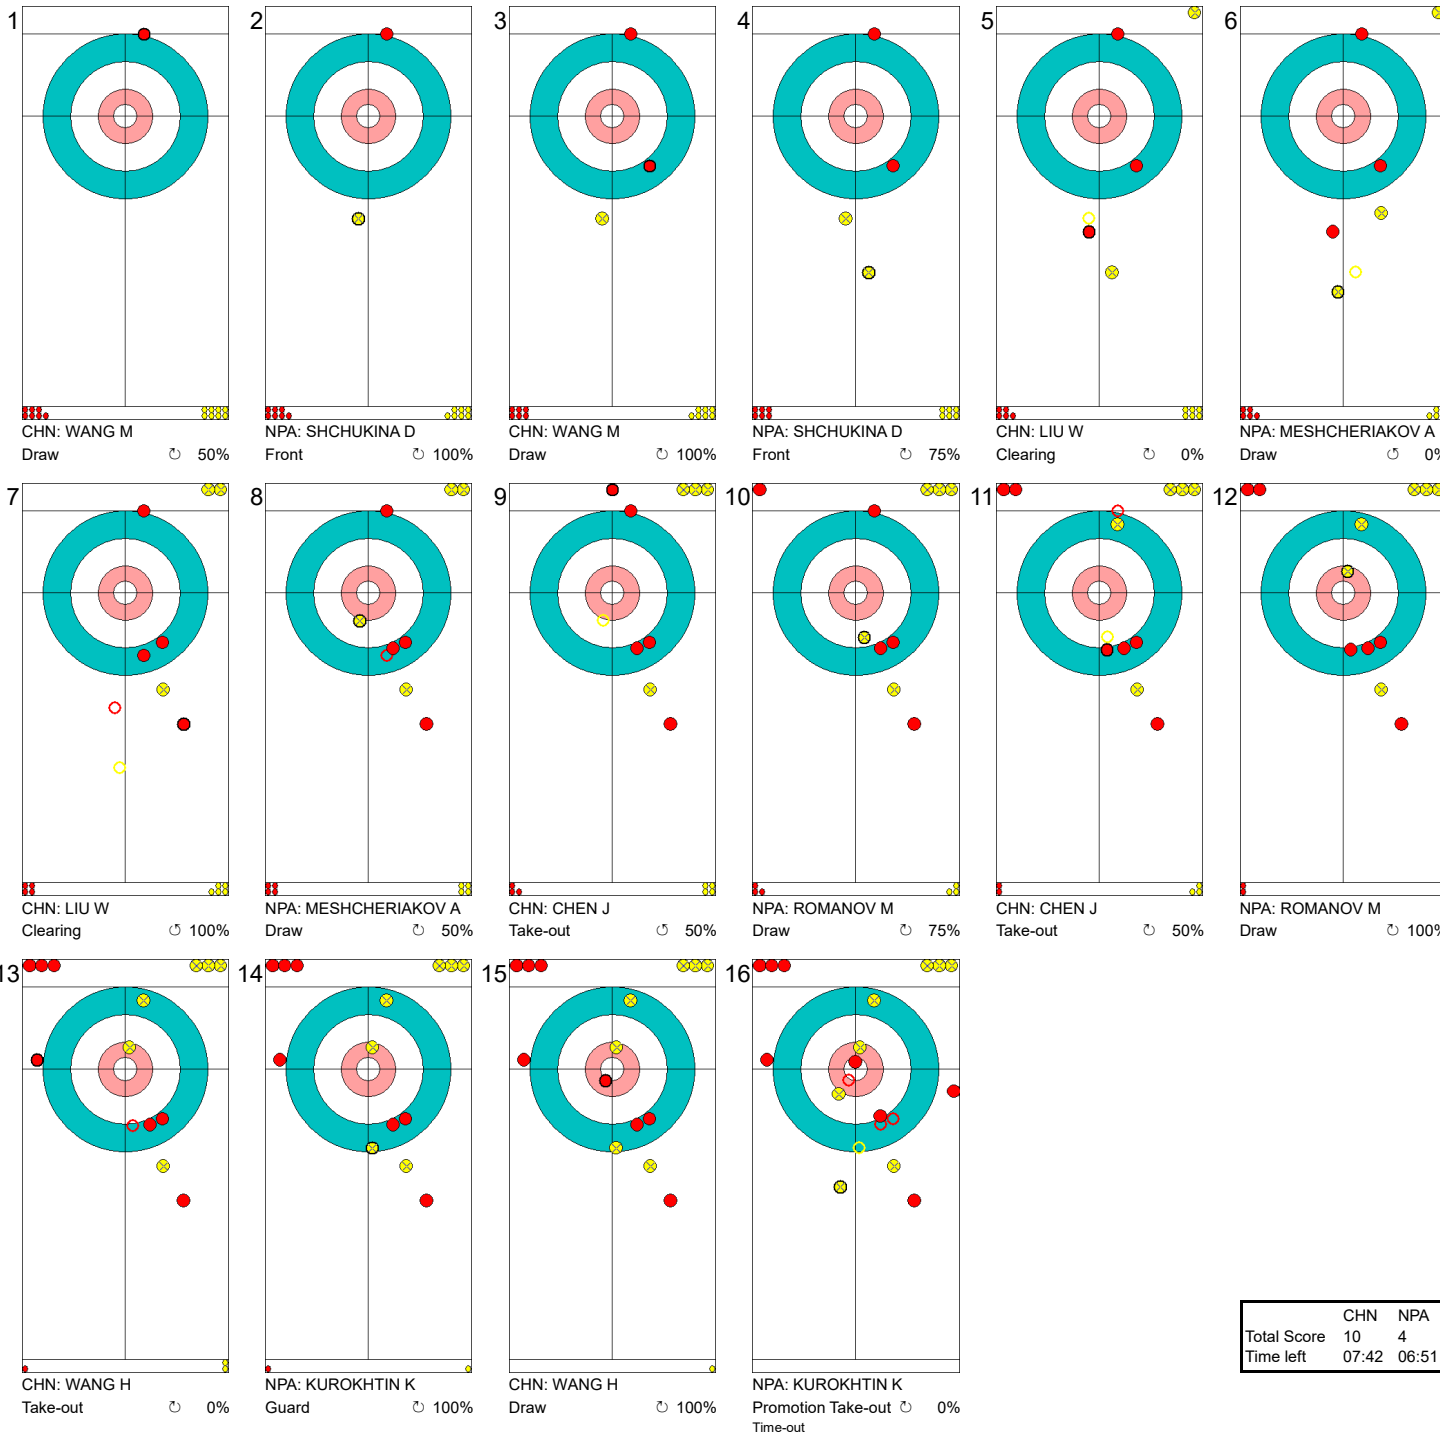 1 2 3 4 5 6
CHN: WANG M NPA: SHCHUKINA D CHN: WANG M NPA: SHCHUKINA D CHN: LIU W NPA: MESHCHERIAKOV A
Draw ↻ 50% Front ↻ 100% Draw ↻ 100% Front ↻ 75% Clearing ↻ 0% Draw ↻ 0%
7 8 9 10 11 12
CHN: LIU W NPA: MESHCHERIAKOV A CHN: CHEN J NPA: ROMANOV M CHN: CHEN J NPA: ROMANOV M
Clearing ↻ 100% Draw ↻ 50% Take-out ↻ 50% Draw ↻ 75% Take-out ↻ 50% Draw ↻ 100%
13 14 15 16
CHN NPA
Total Score 10 4
Time left 07:42 06:51
CHN: WANG H NPA: KUROKHTIN K CHN: WANG H NPA: KUROKHTIN K
Take-out ↻ 0% Guard ↻ 100% Draw ↻ 100% Promotion Take-out ↻ 0%
Time-out